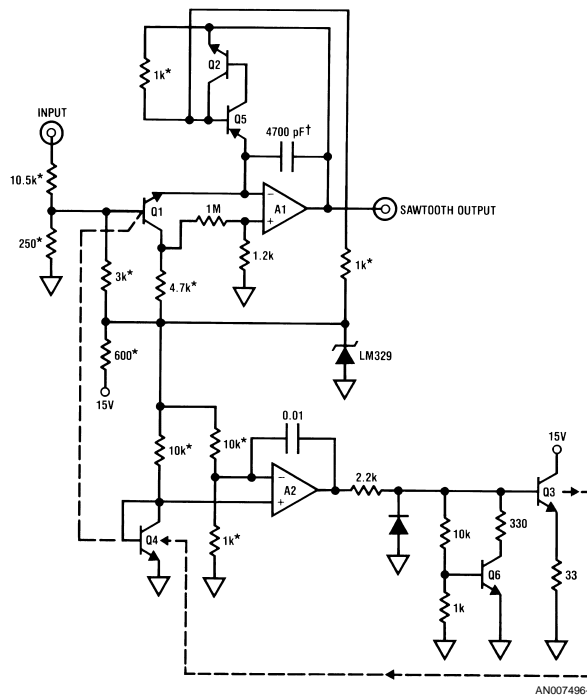 Q2
1k*
INPUT
Q5
4700 pF†
10.5k*
Q1
1M
−
A1
+
SAWTOOTH OUTPUT
250*
3k*
1.2k
1k*
4.7k*
600*
LM329
15V
0.01
15V
10k*
10k*
−
A2
+
2.2k
Q3
Q4
1k*
10k
330
Q6
33
1k
AN007496